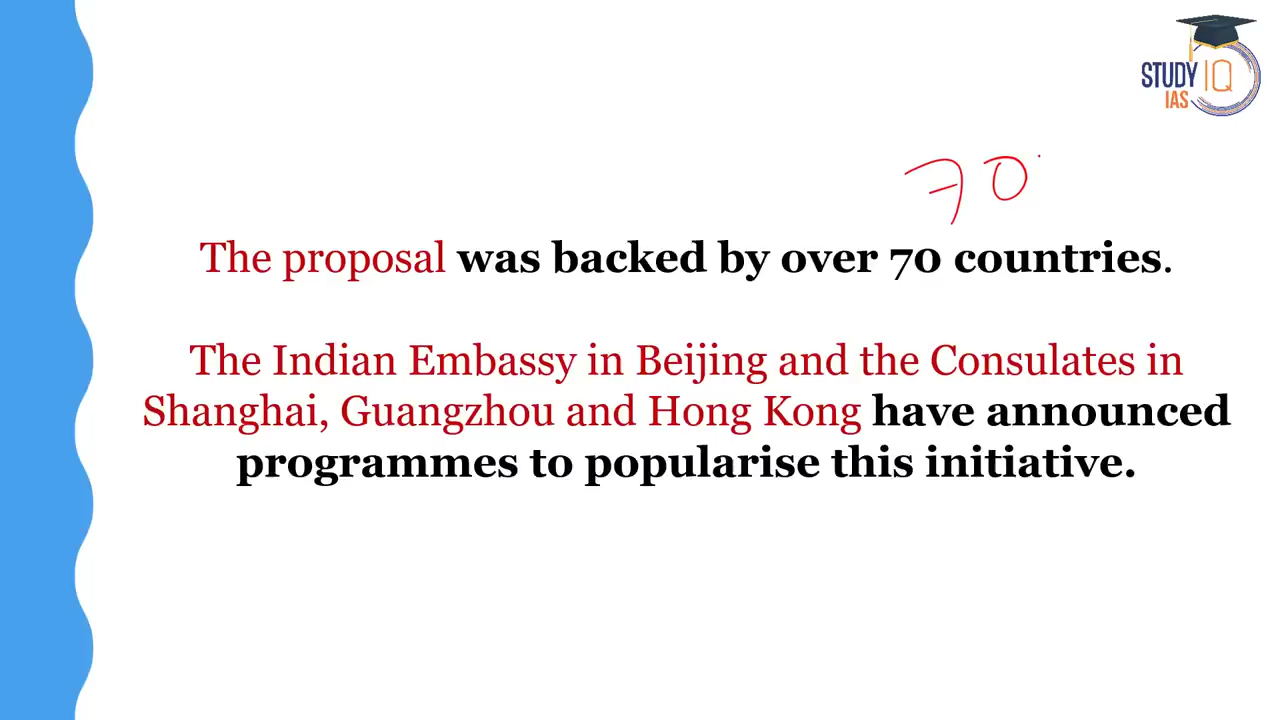 STUDY IQ
IAS
70
The proposal was backed by over 70 countries.
The Indian Embassy in Beijing and the Consulates in
Shanghai, Guangzhou and Hong Kong have announced
programmes to popularise this initiative.